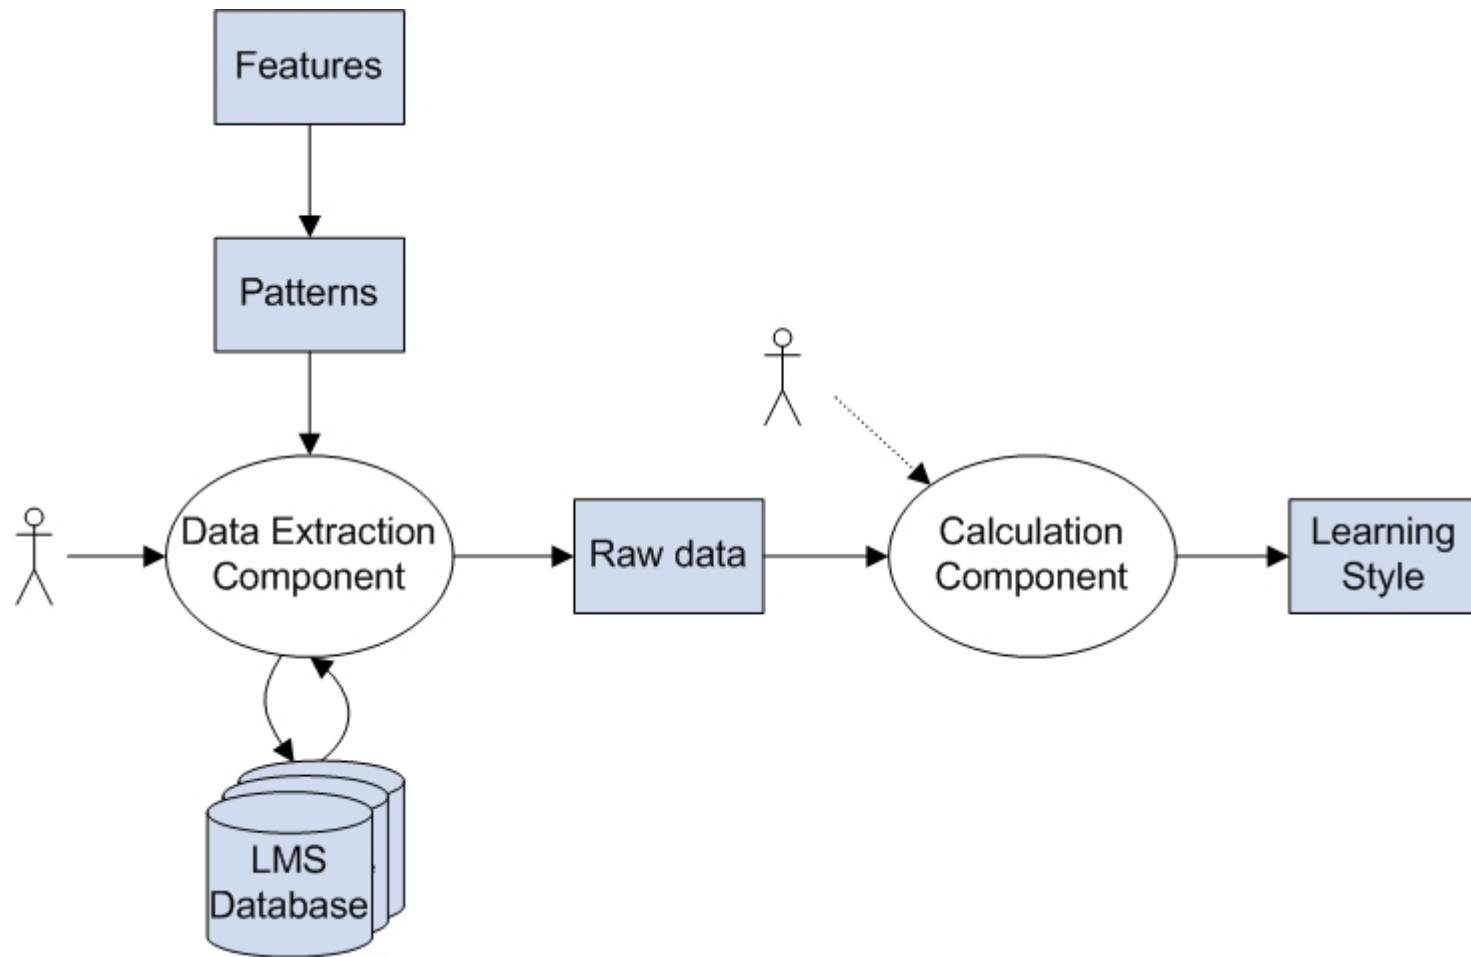 Features
Patterns
Data Extraction
Component
Raw data
Calculation
Component
Learning
Style
LMS
Database